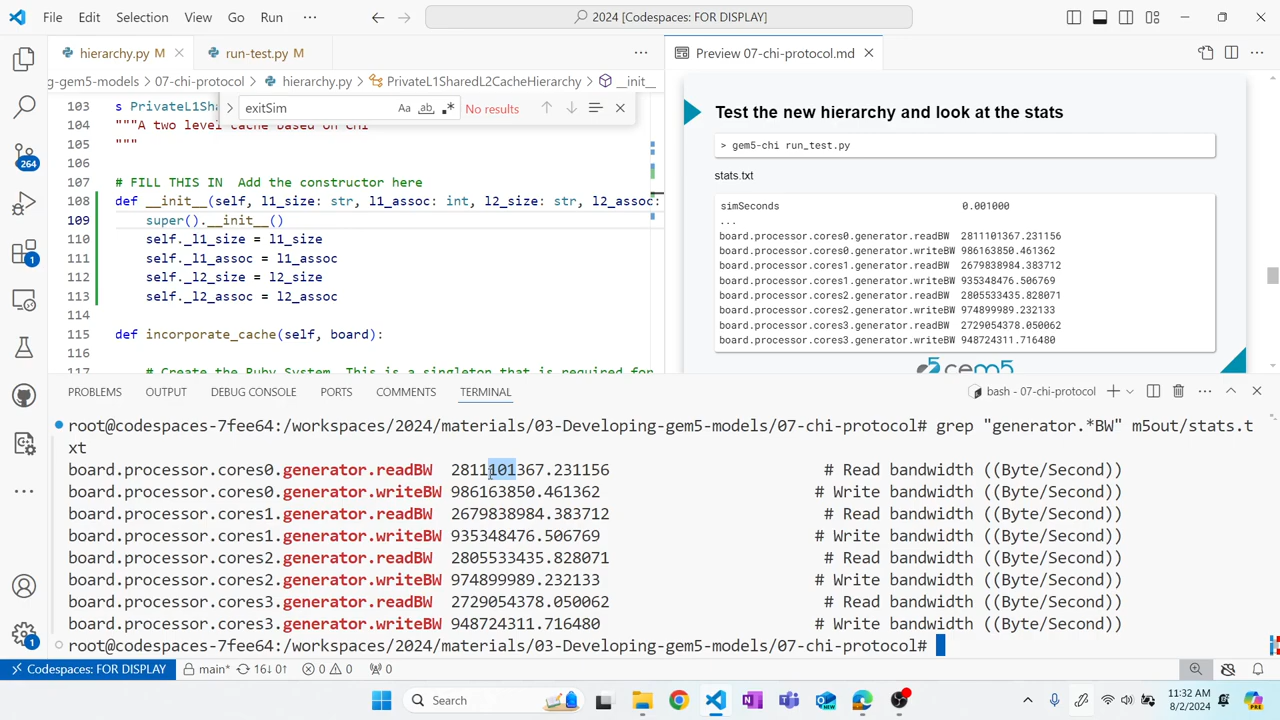 File Edit Selection View Go Run ··· 2024 [Codespaces: FOR DISPLAY]
hierarchy.py M run-test.py M ···
g-gem5-models > 07-chi-protocol > hierarchy.py > PrivateL1SharedL2CacheHierarchy > __init__
exitSim Aa ab No results
103 s PrivateL1Sha
104 """A two level cache based on CHI
105 """
106
107 # FILL THIS IN Add the constructor here
108 def __init__(self, l1_size: str, l1_assoc: int, l2_size: str, l2_assoc:
109 super().__init__()
110 self._l1_size = l1_size
111 self._l1_assoc = l1_assoc
112 self._l2_size = l2_size
113 self._l2_assoc = l2_assoc
114
115 def incorporate_cache(self, board):
116
117 # Create the Ruby System. This is a singleton that is required for
Preview 07-chi-protocol.md
Test the new hierarchy and look at the stats
> gem5-chi run_test.py
stats.txt
simSeconds 0.001000
...
board.processor.cores0.generator.readBW 2811101367.231156
board.processor.cores0.generator.writeBW 986163850.461362
board.processor.cores1.generator.readBW 2679838984.383712
board.processor.cores1.generator.writeBW 935348476.506769
board.processor.cores2.generator.readBW 2805533435.828071
board.processor.cores2.generator.writeBW 974899989.232133
board.processor.cores3.generator.readBW 2729054378.050062
board.processor.cores3.generator.writeBW 948724311.716480
gem5
264
1
1
PROBLEMS OUTPUT DEBUG CONSOLE PORTS COMMENTS TERMINAL bash - 07-chi-protocol
root@codespaces-7fee64:/workspaces/2024/materials/03-Developing-gem5-models/07-chi-protocol# grep "generator.*BW" m5out/stats.t
xt
board.processor.cores0.generator.readBW 2811101367.231156 # Read bandwidth ((Byte/Second))
board.processor.cores0.generator.writeBW 986163850.461362 # Write bandwidth ((Byte/Second))
board.processor.cores1.generator.readBW 2679838984.383712 # Read bandwidth ((Byte/Second))
board.processor.cores1.generator.writeBW 935348476.506769 # Write bandwidth ((Byte/Second))
board.processor.cores2.generator.readBW 2805533435.828071 # Read bandwidth ((Byte/Second))
board.processor.cores2.generator.writeBW 974899989.232133 # Write bandwidth ((Byte/Second))
board.processor.cores3.generator.readBW 2729054378.050062 # Read bandwidth ((Byte/Second))
board.processor.cores3.generator.writeBW 948724311.716480 # Write bandwidth ((Byte/Second))
root@codespaces-7fee64:/workspaces/2024/materials/03-Developing-gem5-models/07-chi-protocol#
Codespaces: FOR DISPLAY main* 16↓ 0↑ 0 0 0
Search
11:32 AM
8/2/2024
PRE